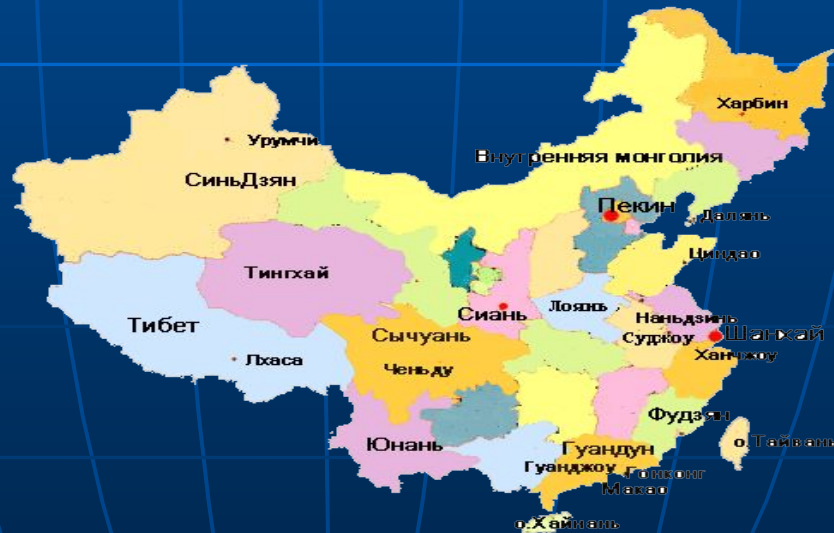 Харбин
Урумчи
Внутренняя монголия
СиньДзян
Пекин
Далянь
Циндао
Тингхай
Лоянь
Сиань
Наньдзинь
Тибет
Шанхай
Сычуань
Суджоу
Ханчжоу
Лхаса
Ченьду
Фудзян
Юнань
Гуандун
о.Тайвань
Гуанджоу
Гонконг
Макао
о.Хайнань